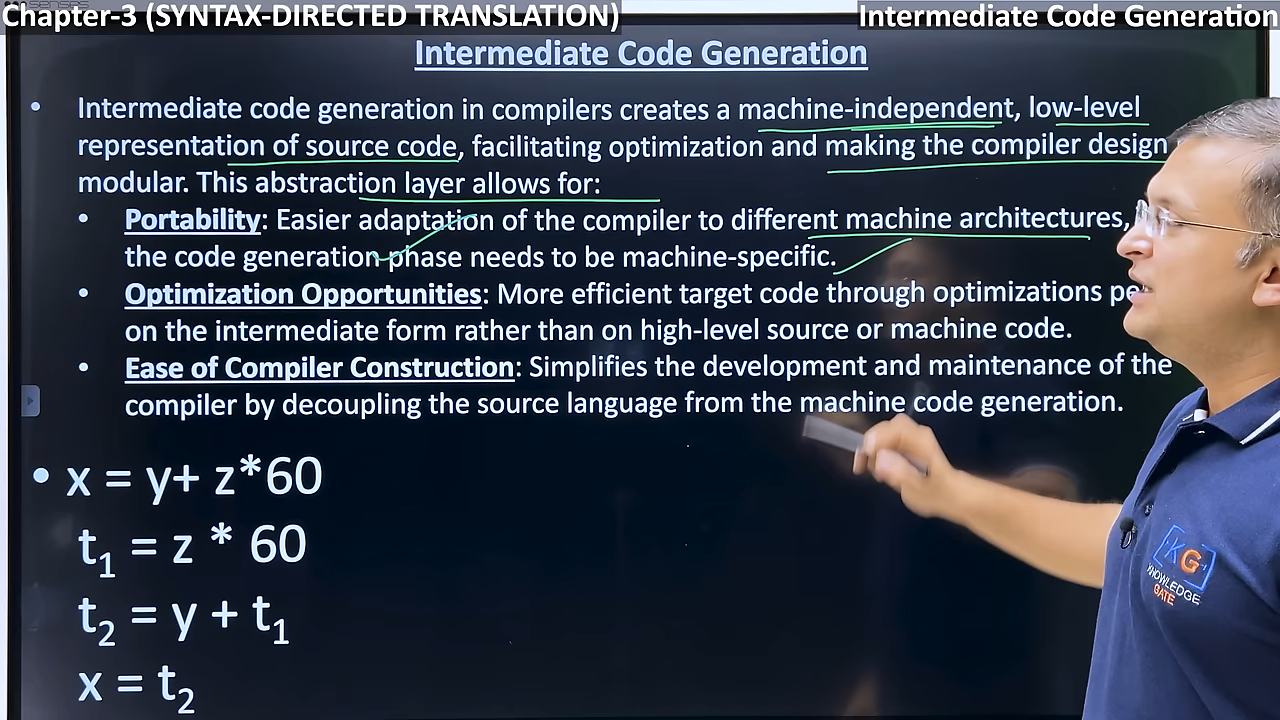 Chapter-3 (SYNTAX-DIRECTED TRANSLATION)
Intermediate Code Generation
Intermediate Code Generation
• Intermediate code generation in compilers creates a machine-independent, low-level
representation of source code, facilitating optimization and making the compiler design
modular. This abstraction layer allows for:
• Portability: Easier adaptation of the compiler to different machine architectures,
the code generation phase needs to be machine-specific.
• Optimization Opportunities: More efficient target code through optimizations
on the intermediate form rather than on high-level source or machine code.
• Ease of Compiler Construction: Simplifies the development and maintenance of the
compiler by decoupling the source language from the machine code generation.
• x = y+ z*60
t₁ = z * 60
t₂ = y + t₁
x = t₂
KG
KNOWLEDGE
GATE